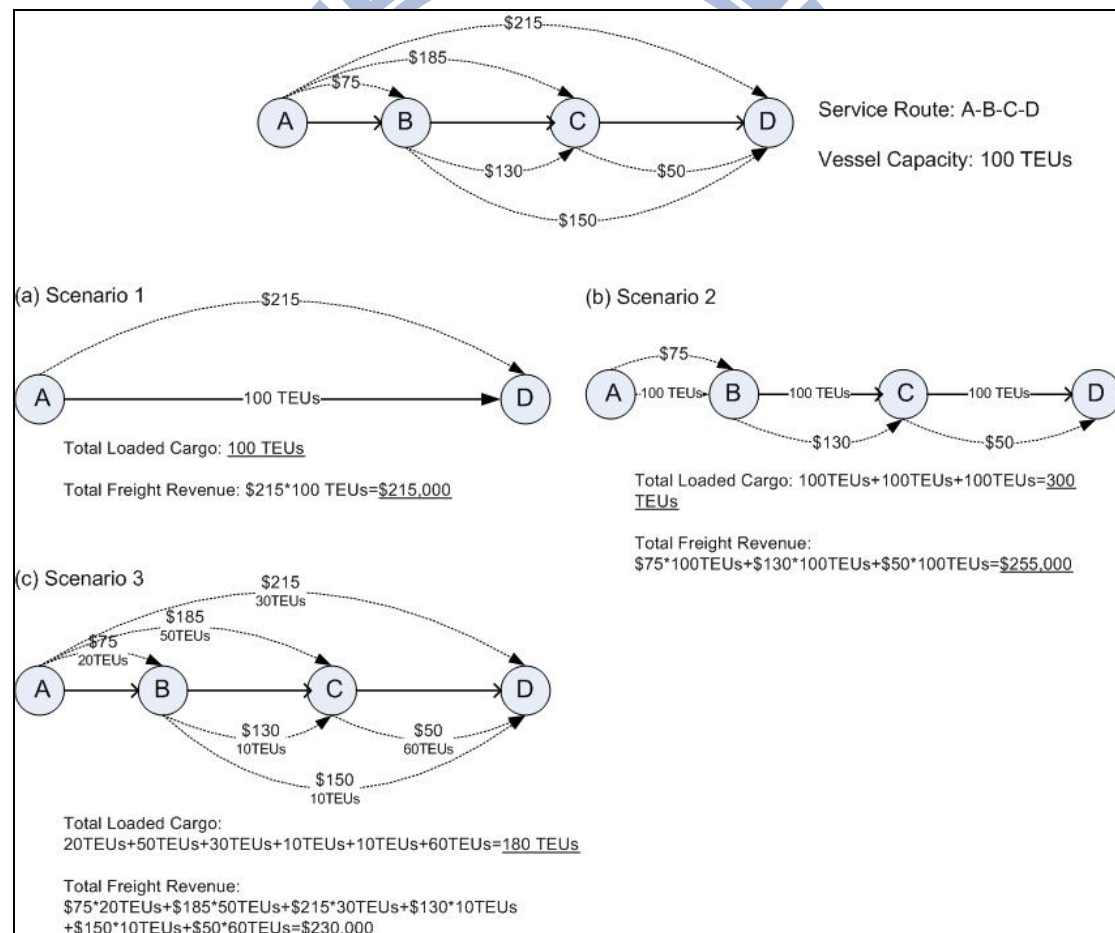 $215
$185
$75
A
B
C
D
$130
$50
$150
Service Route: A-B-C-D
Vessel Capacity: 100 TEUs
(a) Scenario 1
$215
A
100 TEUs
D
Total Loaded Cargo: 100 TEUs
Total Freight Revenue: $215*100 TEUs=$215,000
(b) Scenario 2
$75
A
100 TEUs
B
100 TEUs
C
100 TEUs
D
$130
$50
Total Loaded Cargo: 100TEUs+100TEUs+100TEUs=300
TEUs
Total Freight Revenue:
$75*100TEUs+$130*100TEUs+$50*100TEUs=$255,000
(c) Scenario 3
$215
30TEUs
$185
50TEUs
$75
20TEUs
A
B
C
D
$130
10TEUs
$50
60TEUs
$150
10TEUs
Total Loaded Cargo:
20TEUs+50TEUs+30TEUs+10TEUs+10TEUs+60TEUs=180 TEUs
Total Freight Revenue:
$75*20TEUs+$185*50TEUs+$215*30TEUs+$130*10TEUs
+$150*10TEUs+$50*60TEUs=$230,000